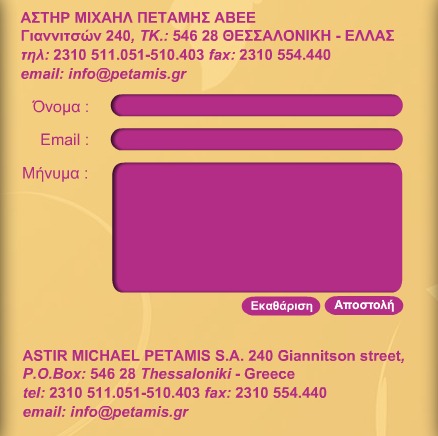 ΑΣΤΗΡ ΜΙΧΑΗΛ ΠΕΤΑΜΗΣ ΑΒΕΕ
Γιαννιτσών 240, ΤΚ.: 546 28 ΘΕΣΣΑΛΟΝΙΚΗ - ΕΛΛΑΣ
τηλ: 2310 511.051-510.403 fax: 2310 554.440
email: info@petamis.gr
Όνομα :
Email :
Μήνυμα :
Εκαθάριση Αποστολή
ASTIR MICHAEL PETAMIS S.A. 240 Giannitson street,
P.O.Box: 546 28 Thessaloniki - Greece
tel: 2310 511.051-510.403 fax: 2310 554.440
email: info@petamis.gr